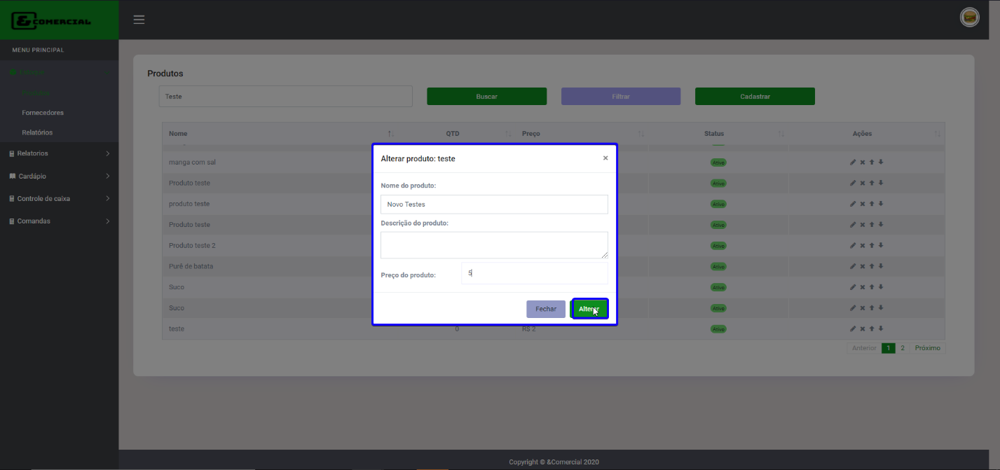 &COMERCIAL
MENU PRINCIPAL
Produtos
Fornecedores
Relatórios
Relatorios
Cardápio
Controle de caixa
Comandas
Produtos
Teste
Buscar
Filtrar
Cadastrar
Nome QTD Preço Status Ações
manga com sal Ativo
Produto teste Ativo
produto teste Ativo
Produto teste Ativo
Produto teste 2 Ativo
Purê de batata Ativo
Suco Ativo
Suco Ativo
teste 0 R$ 2 Ativo
Anterior 1 2 Próximo
Alterar produto: teste ×
Nome do produto:
Novo Testes
Descrição do produto:
Preço do produto: 5
Fechar Alterar
Copyright © &Comercial 2020